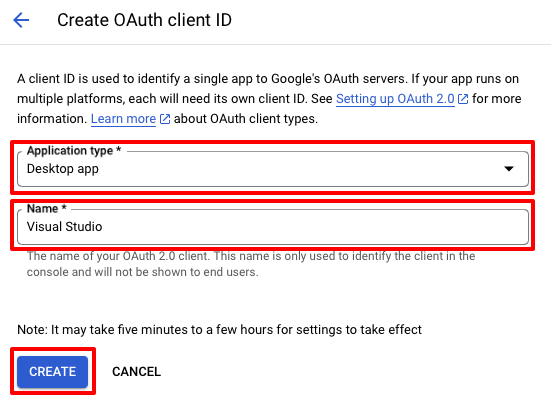 Create OAuth client ID
A client ID is used to identify a single app to Google's OAuth servers. If your app runs on
multiple platforms, each will need its own client ID. See Setting up OAuth 2.0 for more
information. Learn more about OAuth client types.
Application type *
Desktop app
Name *
Visual Studio
The name of your OAuth 2.0 client. This name is only used to identify the client in the
console and will not be shown to end users.
Note: It may take five minutes to a few hours for settings to take effect
CREATE CANCEL